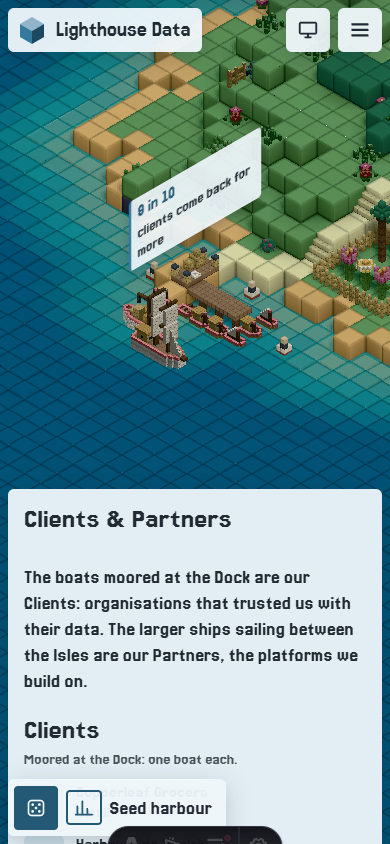 Lighthouse Data
9 in 10
clients come back for
more
Clients & Partners
The boats moored at the Dock are our
Clients: organisations that trusted us with
their data. The larger ships sailing between
the Isles are our Partners, the platforms we
build on.
Clients
Moored at the Dock: one boat each.
Seed harbour